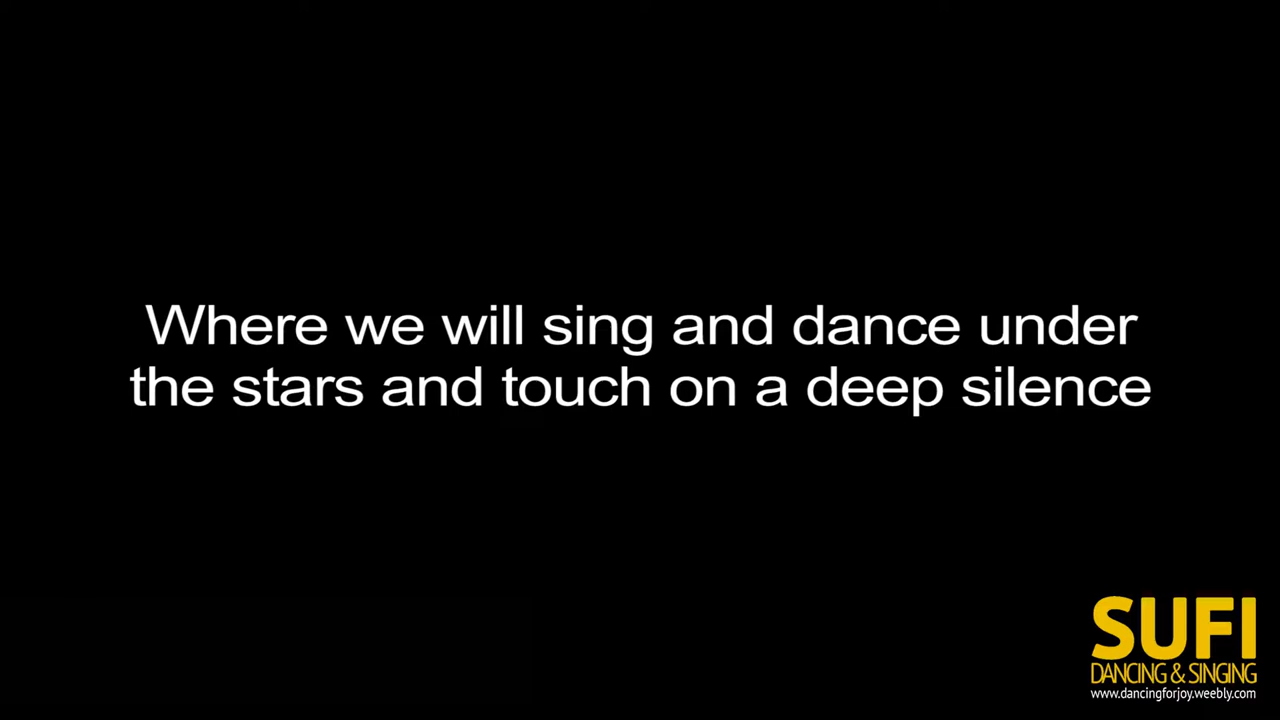 Where we will sing and dance under
the stars and touch on a deep silence
SUFI
DANCING & SINGING
www.dancingforjoy.weebly.com